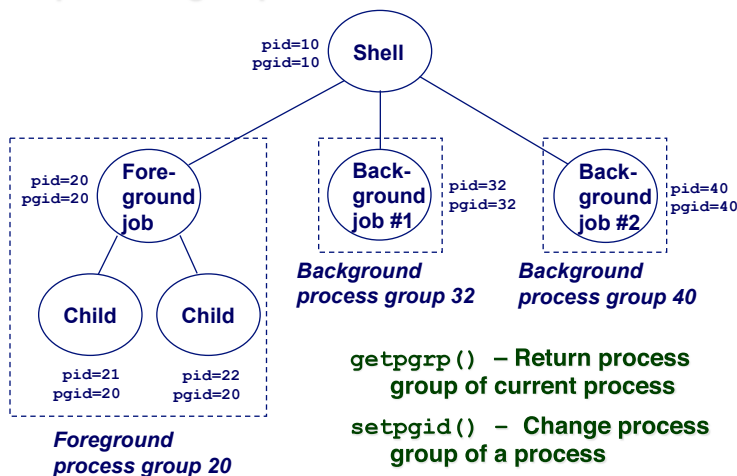 pid=10
pgid=10
Shell
pid=20
pgid=20
Fore-
ground
job
Back-
ground
job #1
pid=32
pgid=32
Back-
ground
job #2
pid=40
pgid=40
Background
process group 32
Background
process group 40
Child
Child
pid=21
pgid=20
pid=22
pgid=20
Foreground
process group 20
getpgrp() – Return process
group of current process
setpgid() – Change process
group of a process